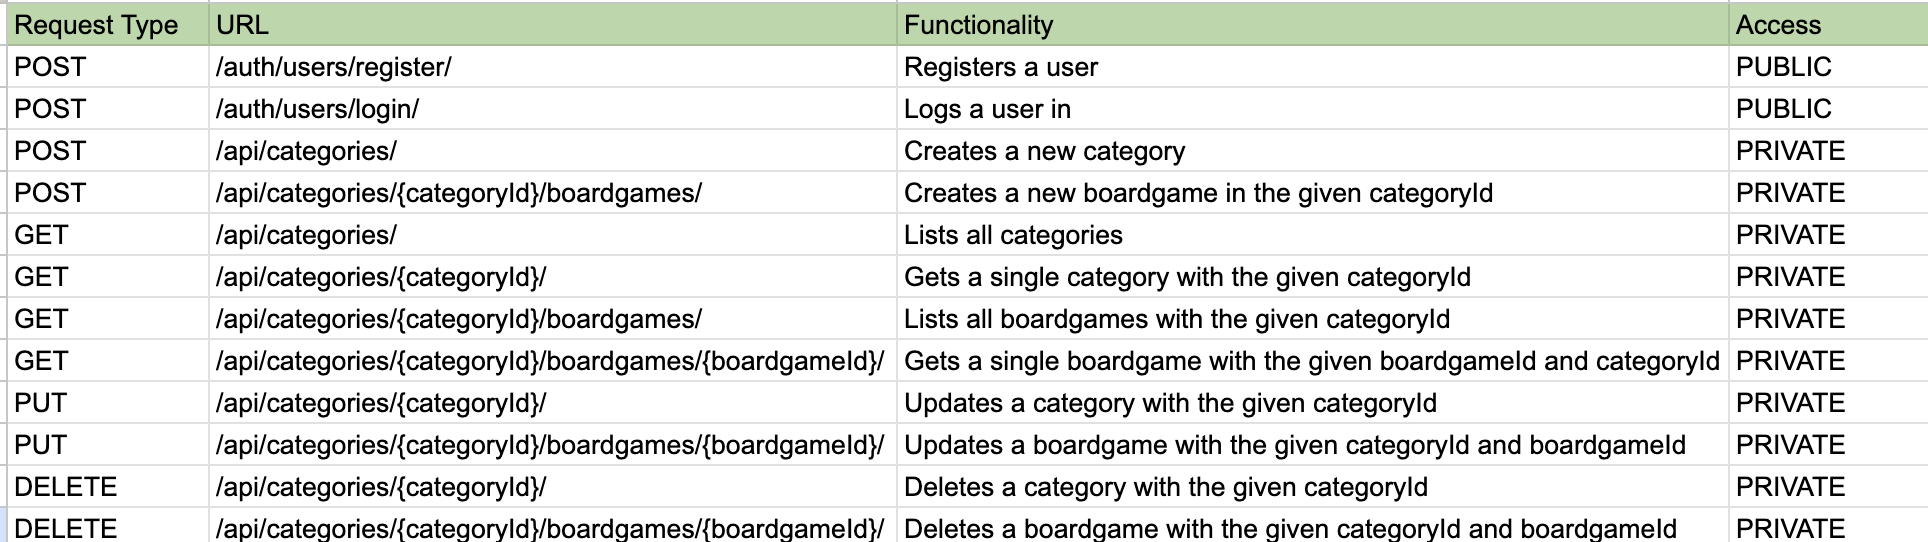 Request Type URL Functionality Access
POST /auth/users/register/ Registers a user PUBLIC
POST /auth/users/login/ Logs a user in PUBLIC
POST /api/categories/ Creates a new category PRIVATE
POST /api/categories/{categoryId}/boardgames/ Creates a new boardgame in the given categoryId PRIVATE
GET /api/categories/ Lists all categories PRIVATE
GET /api/categories/{categoryId}/ Gets a single category with the given categoryId PRIVATE
GET /api/categories/{categoryId}/boardgames/ Lists all boardgames with the given categoryId PRIVATE
GET /api/categories/{categoryId}/boardgames/{boardgameId}/ Gets a single boardgame with the given boardgameId and categoryId PRIVATE
PUT /api/categories/{categoryId}/ Updates a category with the given categoryId PRIVATE
PUT /api/categories/{categoryId}/boardgames/{boardgameId}/ Updates a boardgame with the given categoryId and boardgameId PRIVATE
DELETE /api/categories/{categoryId}/ Deletes a category with the given categoryId PRIVATE
DELETE /api/categories/{categoryId}/boardgames/{boardgameId}/ Deletes a boardgame with the given categoryId and boardgameId PRIVATE